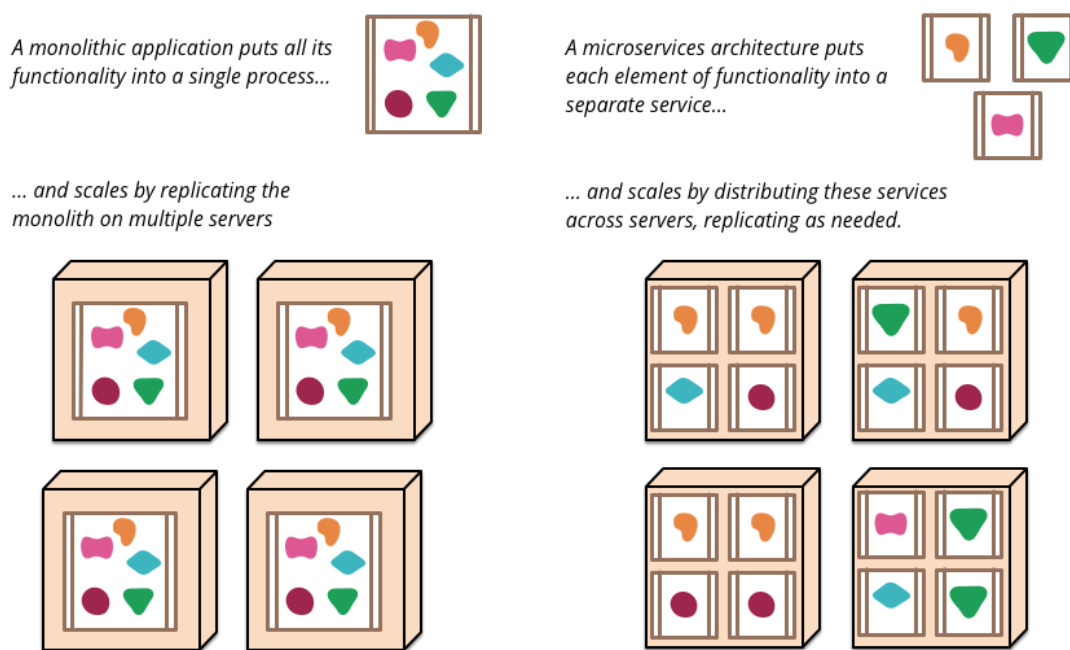 A monolithic application puts all its
functionality into a single process...
... and scales by replicating the
monolith on multiple servers
A microservices architecture puts
each element of functionality into a
separate service...
... and scales by distributing these services
across servers, replicating as needed.